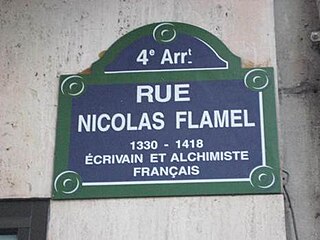 4e Arrt
RUE
NICOLAS FLAMEL
1330 - 1418
ÉCRIVAIN ET ALCHIMISTE
FRANÇAIS